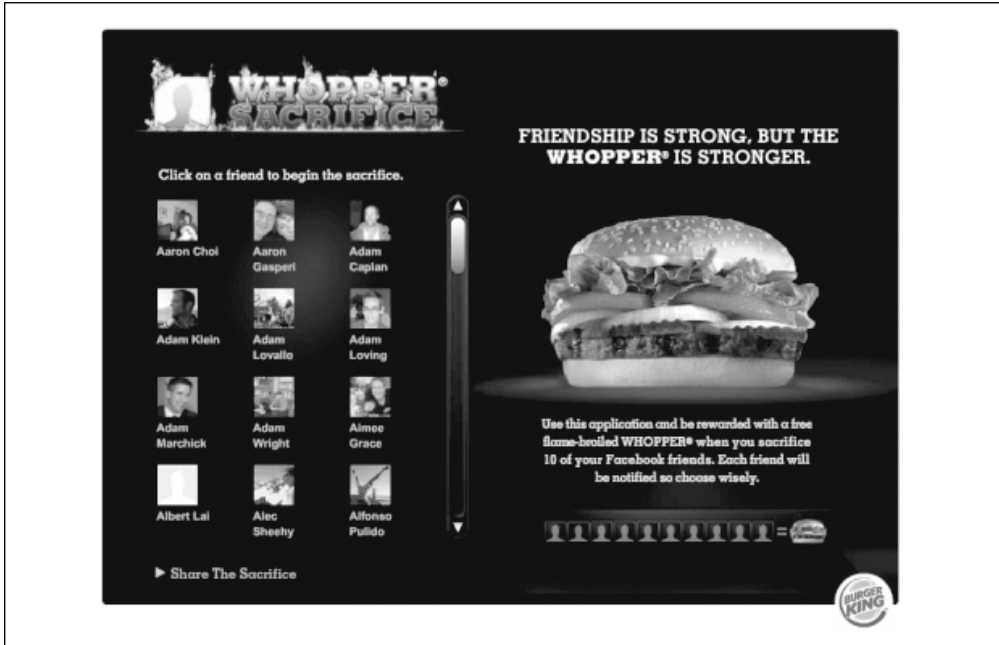 WHOPPER®
SACRIFICE
Click on a friend to begin the sacrifice.
Aaron Choi
Aaron
Gasperi
Adam
Caplan
Adam Klein
Adam
Lovallo
Adam
Loving
Adam
Marchick
Adam
Wright
Aimee
Grace
Albert Lai
Alec
Sheehy
Alfonso
Pulido
Share The Sacrifice
FRIENDSHIP IS STRONG, BUT THE
WHOPPER® IS STRONGER.
Use this application and be rewarded with a free
flame-broiled WHOPPER® when you sacrifice
10 of your Facebook friends. Each friend will
be notified so choose wisely.
=
BURGER
KING